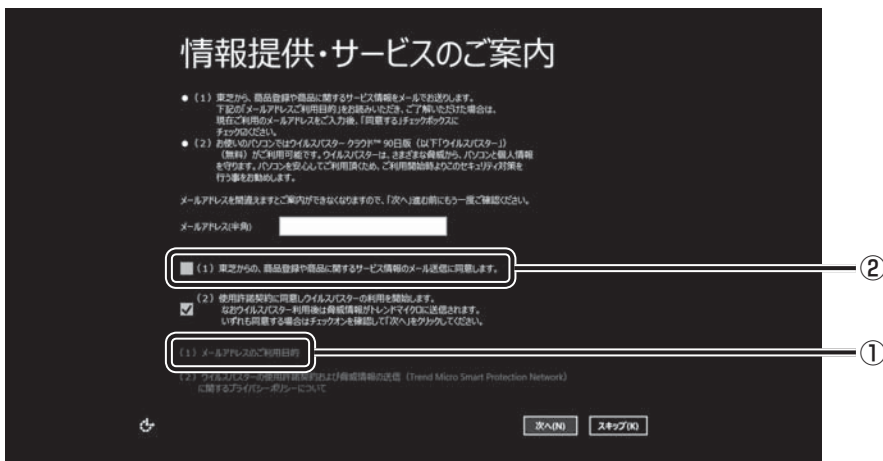 情報提供・サービスのご案内
● (1) 東芝から、商品登録や商品に関するサービス情報をメールでお送りします。
下記の「メールアドレスご利用目的」をお読みいただき、ご了解いただけた場合は、
現在ご利用のメールアドレスをご入力後、「同意する」チェックボックスに
チェックください。
● (2) お使いのパソコンではウイルスバスター クラウド™ 90日版 (以下「ウイルスバスター」)
(無料) がご利用可能です。ウイルスバスターは、さまざまな脅威から、パソコンと個人情報
を守ります。パソコンを安心してご利用頂くため、ご利用開始時よりこのセキュリティ対策を
行う事をお勧めします。
メールアドレスを間違えますとご案内ができなくなりますので、「次へ」進む前にもう一度ご確認ください。
メールアドレス(半角)
(1) 東芝からの、商品登録や商品に関するサービス情報のメール送信に同意します。
②
(2) 使用許諾契約に同意しウイルスバスターの利用を開始します。
なおウイルスバスター利用後は脅威情報がトレンドマイクロに送信されます。
いずれも同意する場合はチェックオンを確認して「次へ」をクリックしてください。
(1) メールアドレスのご利用目的
①
(2) ウイルスバスターの使用許諾契約および脅威情報の送信 (Trend Micro Smart Protection Network)
に関するプライバシーポリシーについて
次へ(N) スキップ(K)